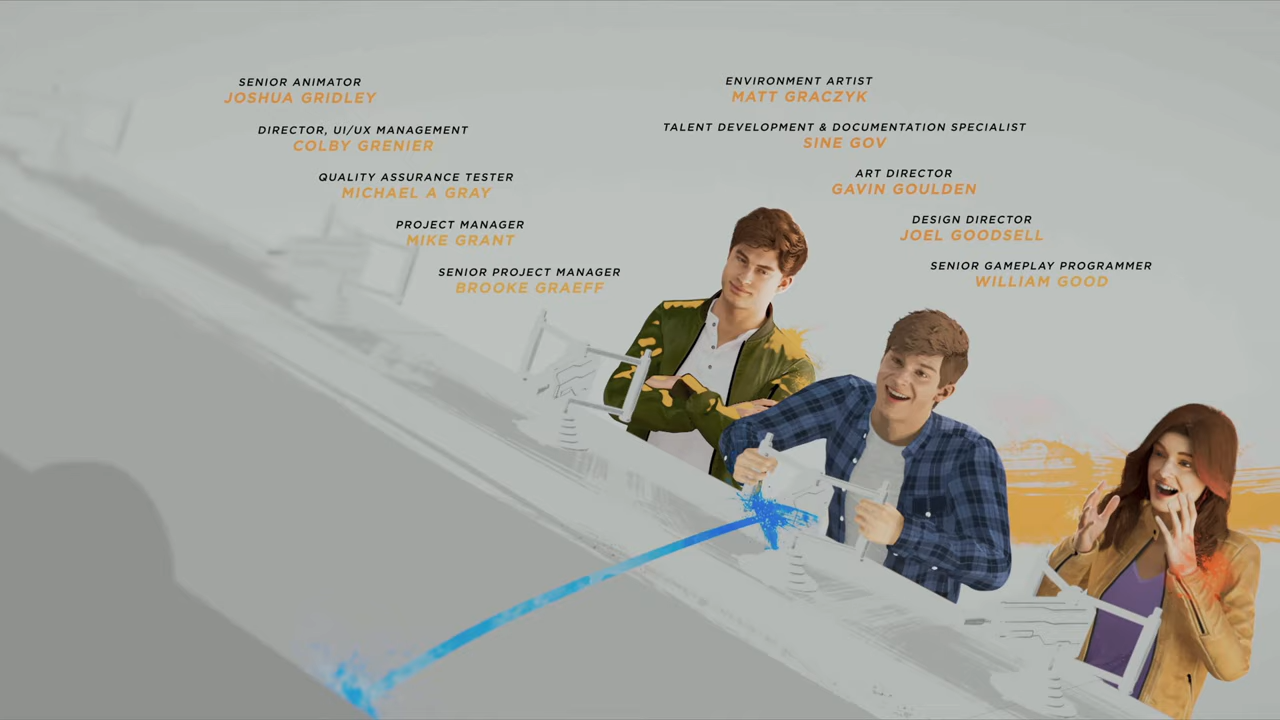 SENIOR ANIMATOR
JOSHUA GRIDLEY
DIRECTOR, UI/UX MANAGEMENT
COLBY GRENIER
QUALITY ASSURANCE TESTER
MICHAEL A GRAY
PROJECT MANAGER
MIKE GRANT
SENIOR PROJECT MANAGER
BROOKE GRAEFF
ENVIRONMENT ARTIST
MATT GRACZYK
TALENT DEVELOPMENT & DOCUMENTATION SPECIALIST
SINE GOV
ART DIRECTOR
GAVIN GOULDEN
DESIGN DIRECTOR
JOEL GOODSELL
SENIOR GAMEPLAY PROGRAMMER
WILLIAM GOOD